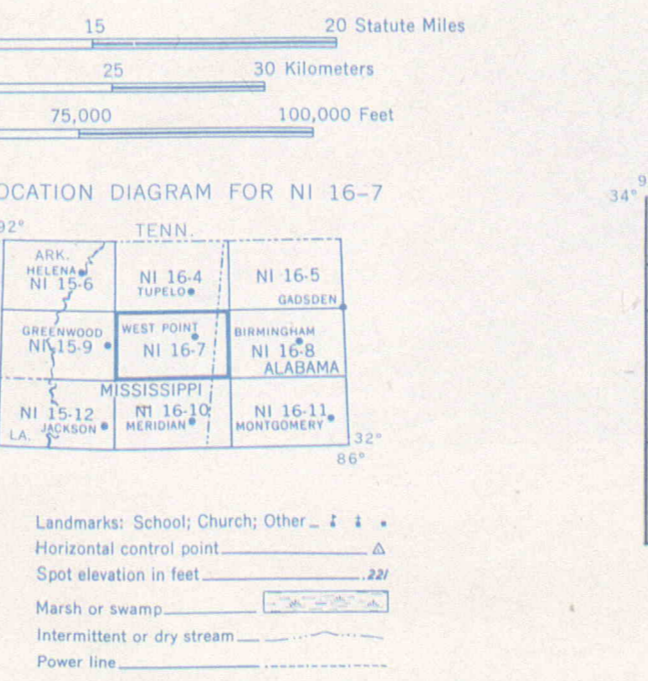 15 20 Statute Miles
25 30 Kilometers
75,000 100,000 Feet
OCATION DIAGRAM FOR NI 16-7
92° TENN.
ARK.
HELENA
NI 15-6
NI 16-4
TUPELO
NI 16-5
GADSDEN
GREENWOOD
NI 15-9
WEST POINT
NI 16-7
BIRMINGHAM
NI 16-8
ALABAMA
MISSISSIPPI
NI 15-12
JACKSON
LA.
NI 16-10
MERIDIAN
NI 16-11
MONTGOMERY
32°
86°
9
34°
Landmarks: School; Church; Other
Horizontal control point
Spot elevation in feet .221
Marsh or swamp
Intermittent or dry stream
Power line